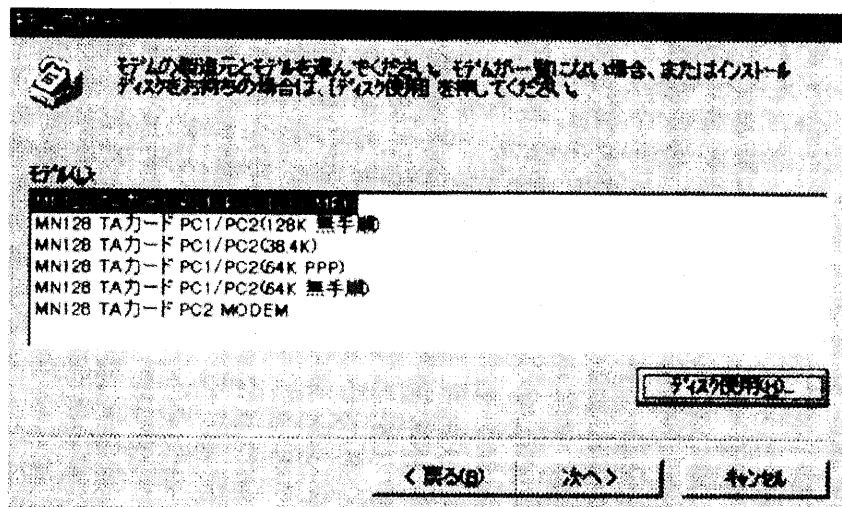 モデムの製造元とモデルを選んでください。モデムが一覧にない場合、またはインストール
ディスクをお持ちの場合は、[ディスク使用] を押してください。
モデル(L):
MN128 TAカード PC1/PC2(128K 無手順)
MN128 TAカード PC1/PC2(38.4K)
MN128 TAカード PC1/PC2(64K PPP)
MN128 TAカード PC1/PC2(64K 無手順)
MN128 TAカード PC2 MODEM
ディスク使用(H)...
< 戻る(B)
次へ >
キャンセル